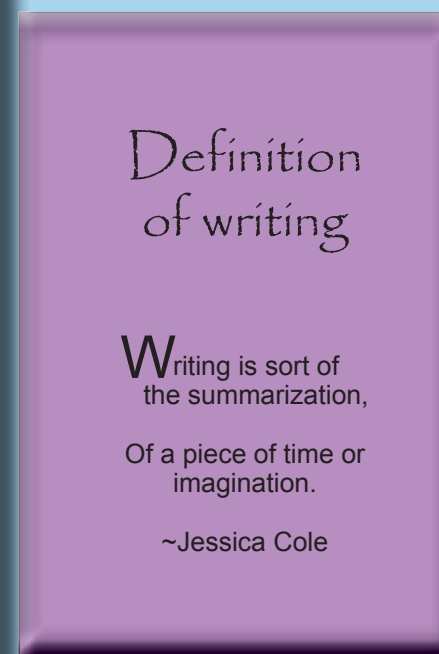 Definition
of writing
Writing is sort of
the summarization,
Of a piece of time or
imagination.
~Jessica Cole